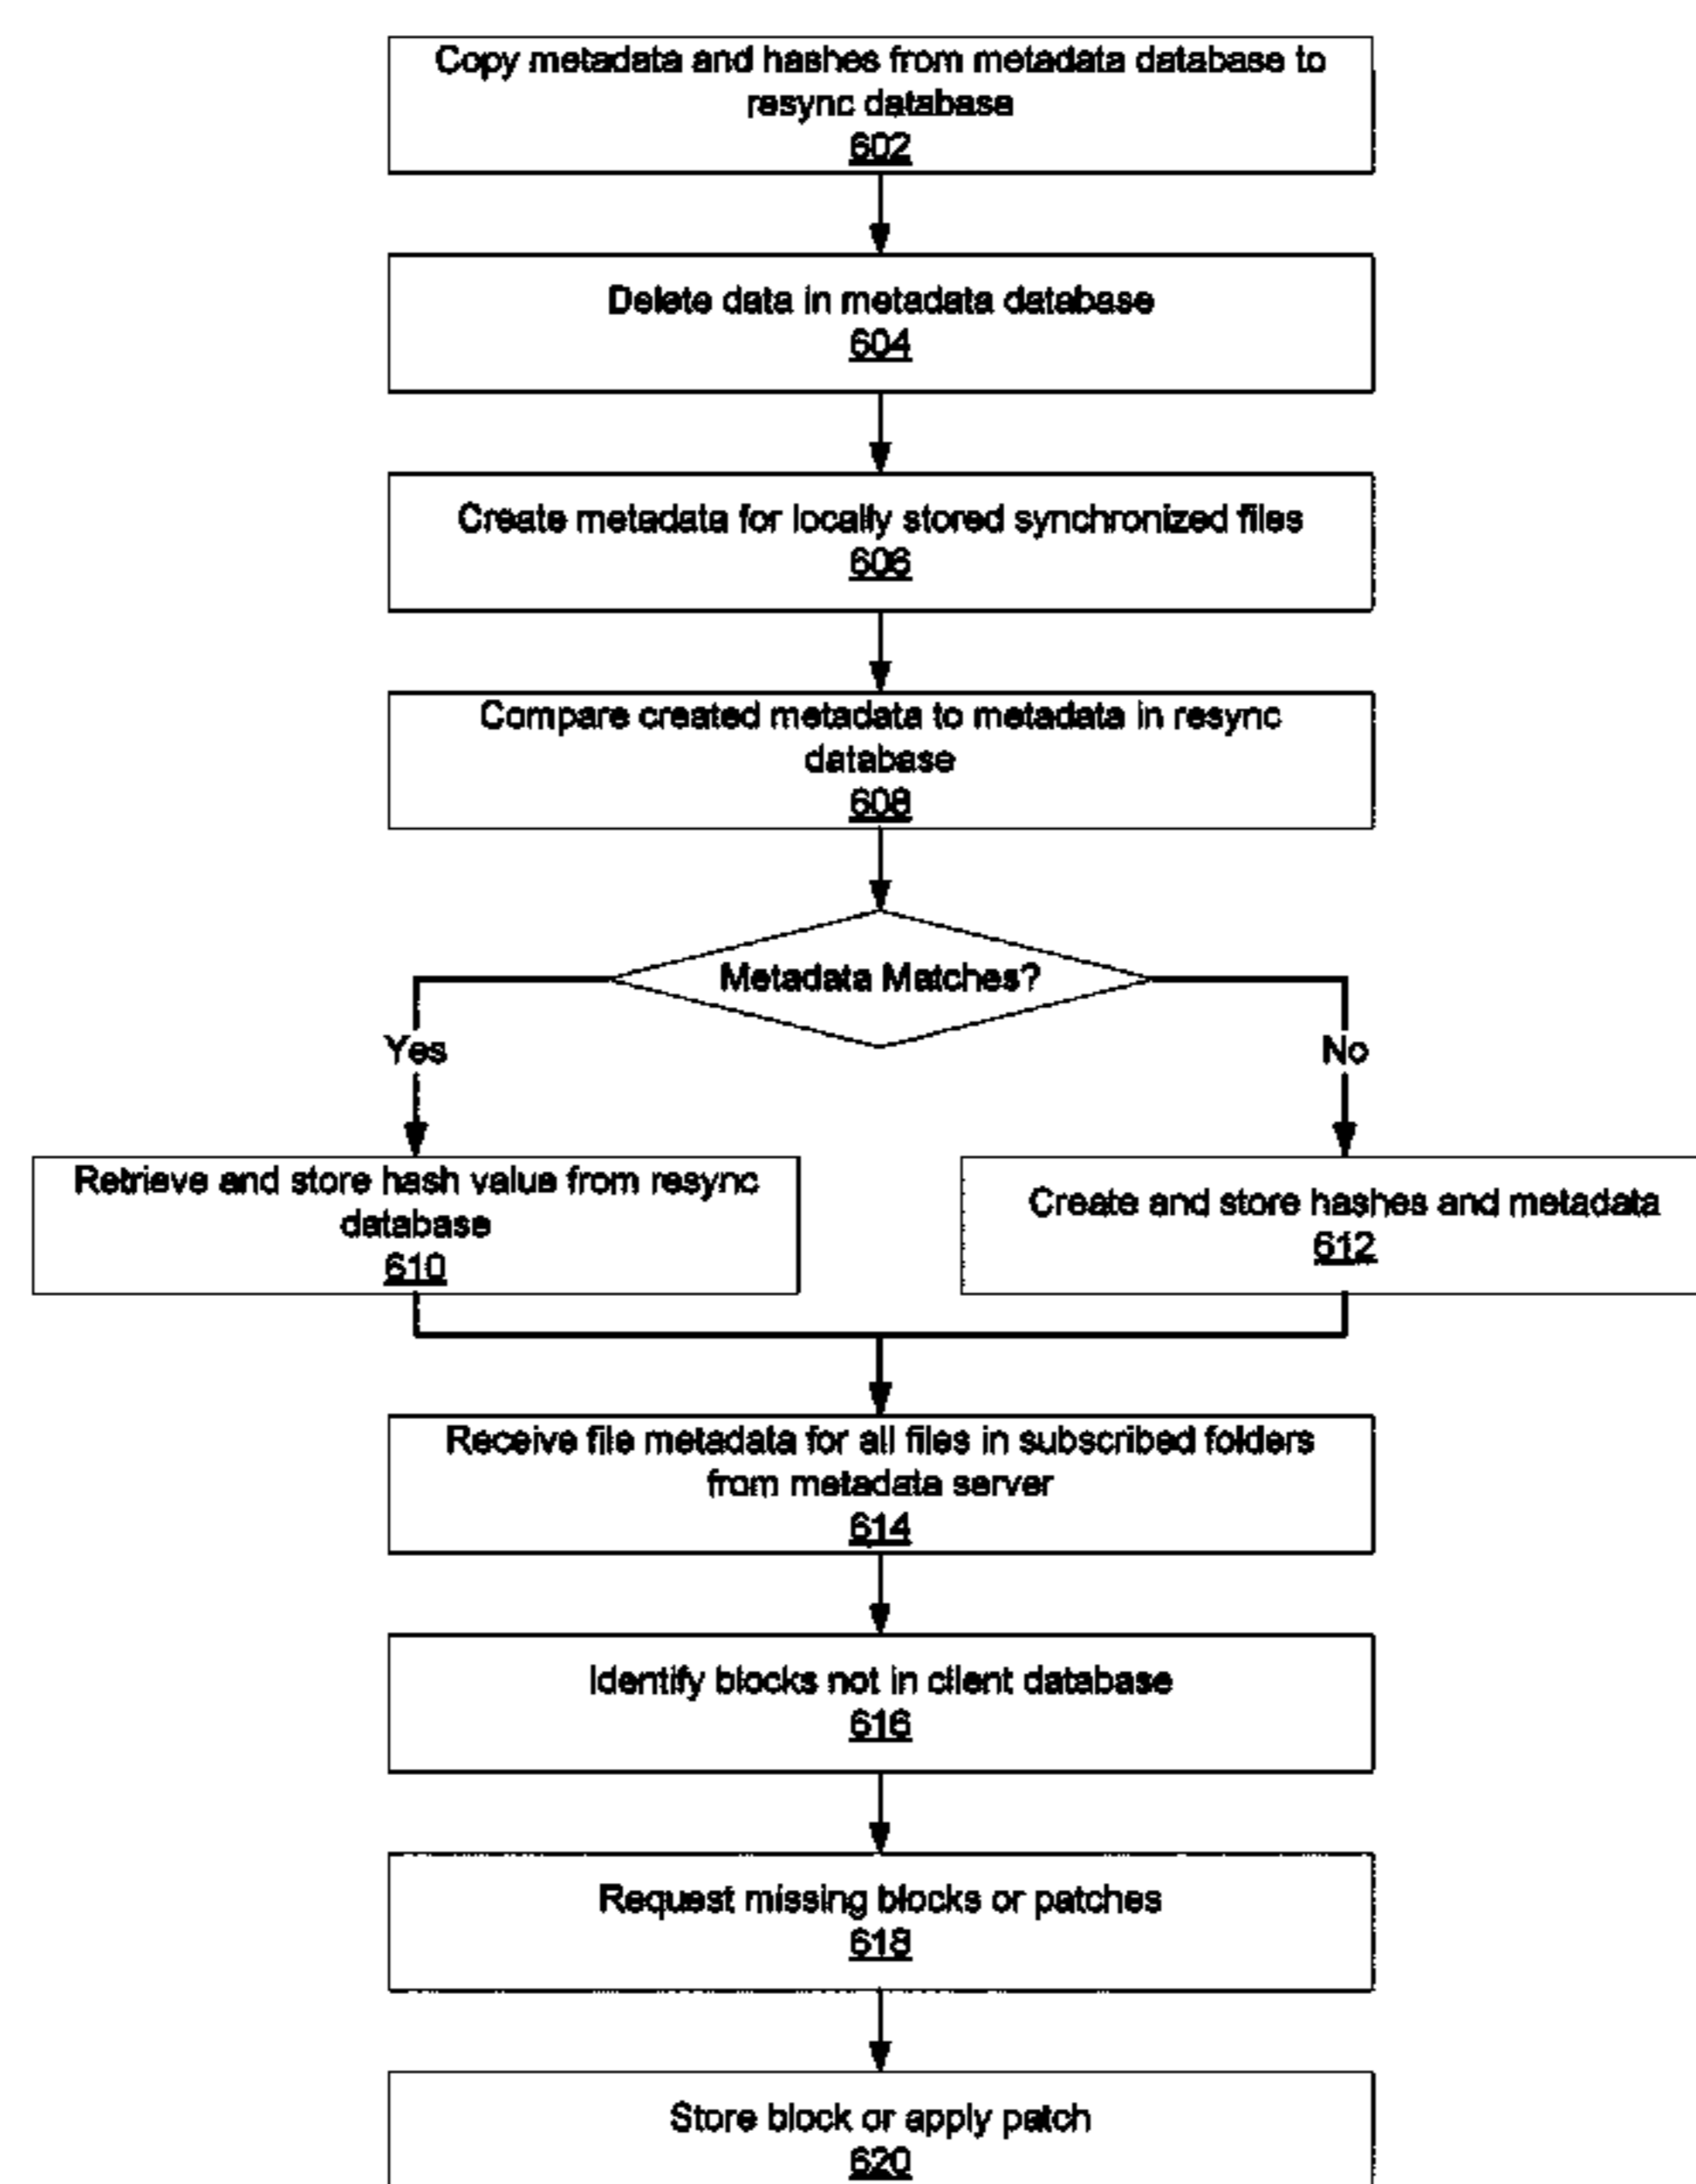 Copy metadata and hashes from metadata database to
resync database
602
Delete data in metadata database
604
Create metadata for locally stored synchronized files
606
Compare created metadata to metadata in resync
database
608
Metadata Matches?
Yes
No
Retrieve and store hash value from resync
database
610
Create and store hashes and metadata
612
Receive file metadata for all files in subscribed folders
from metadata server
614
Identify blocks not in client database
616
Request missing blocks or patches
618
Store block or apply patch
620